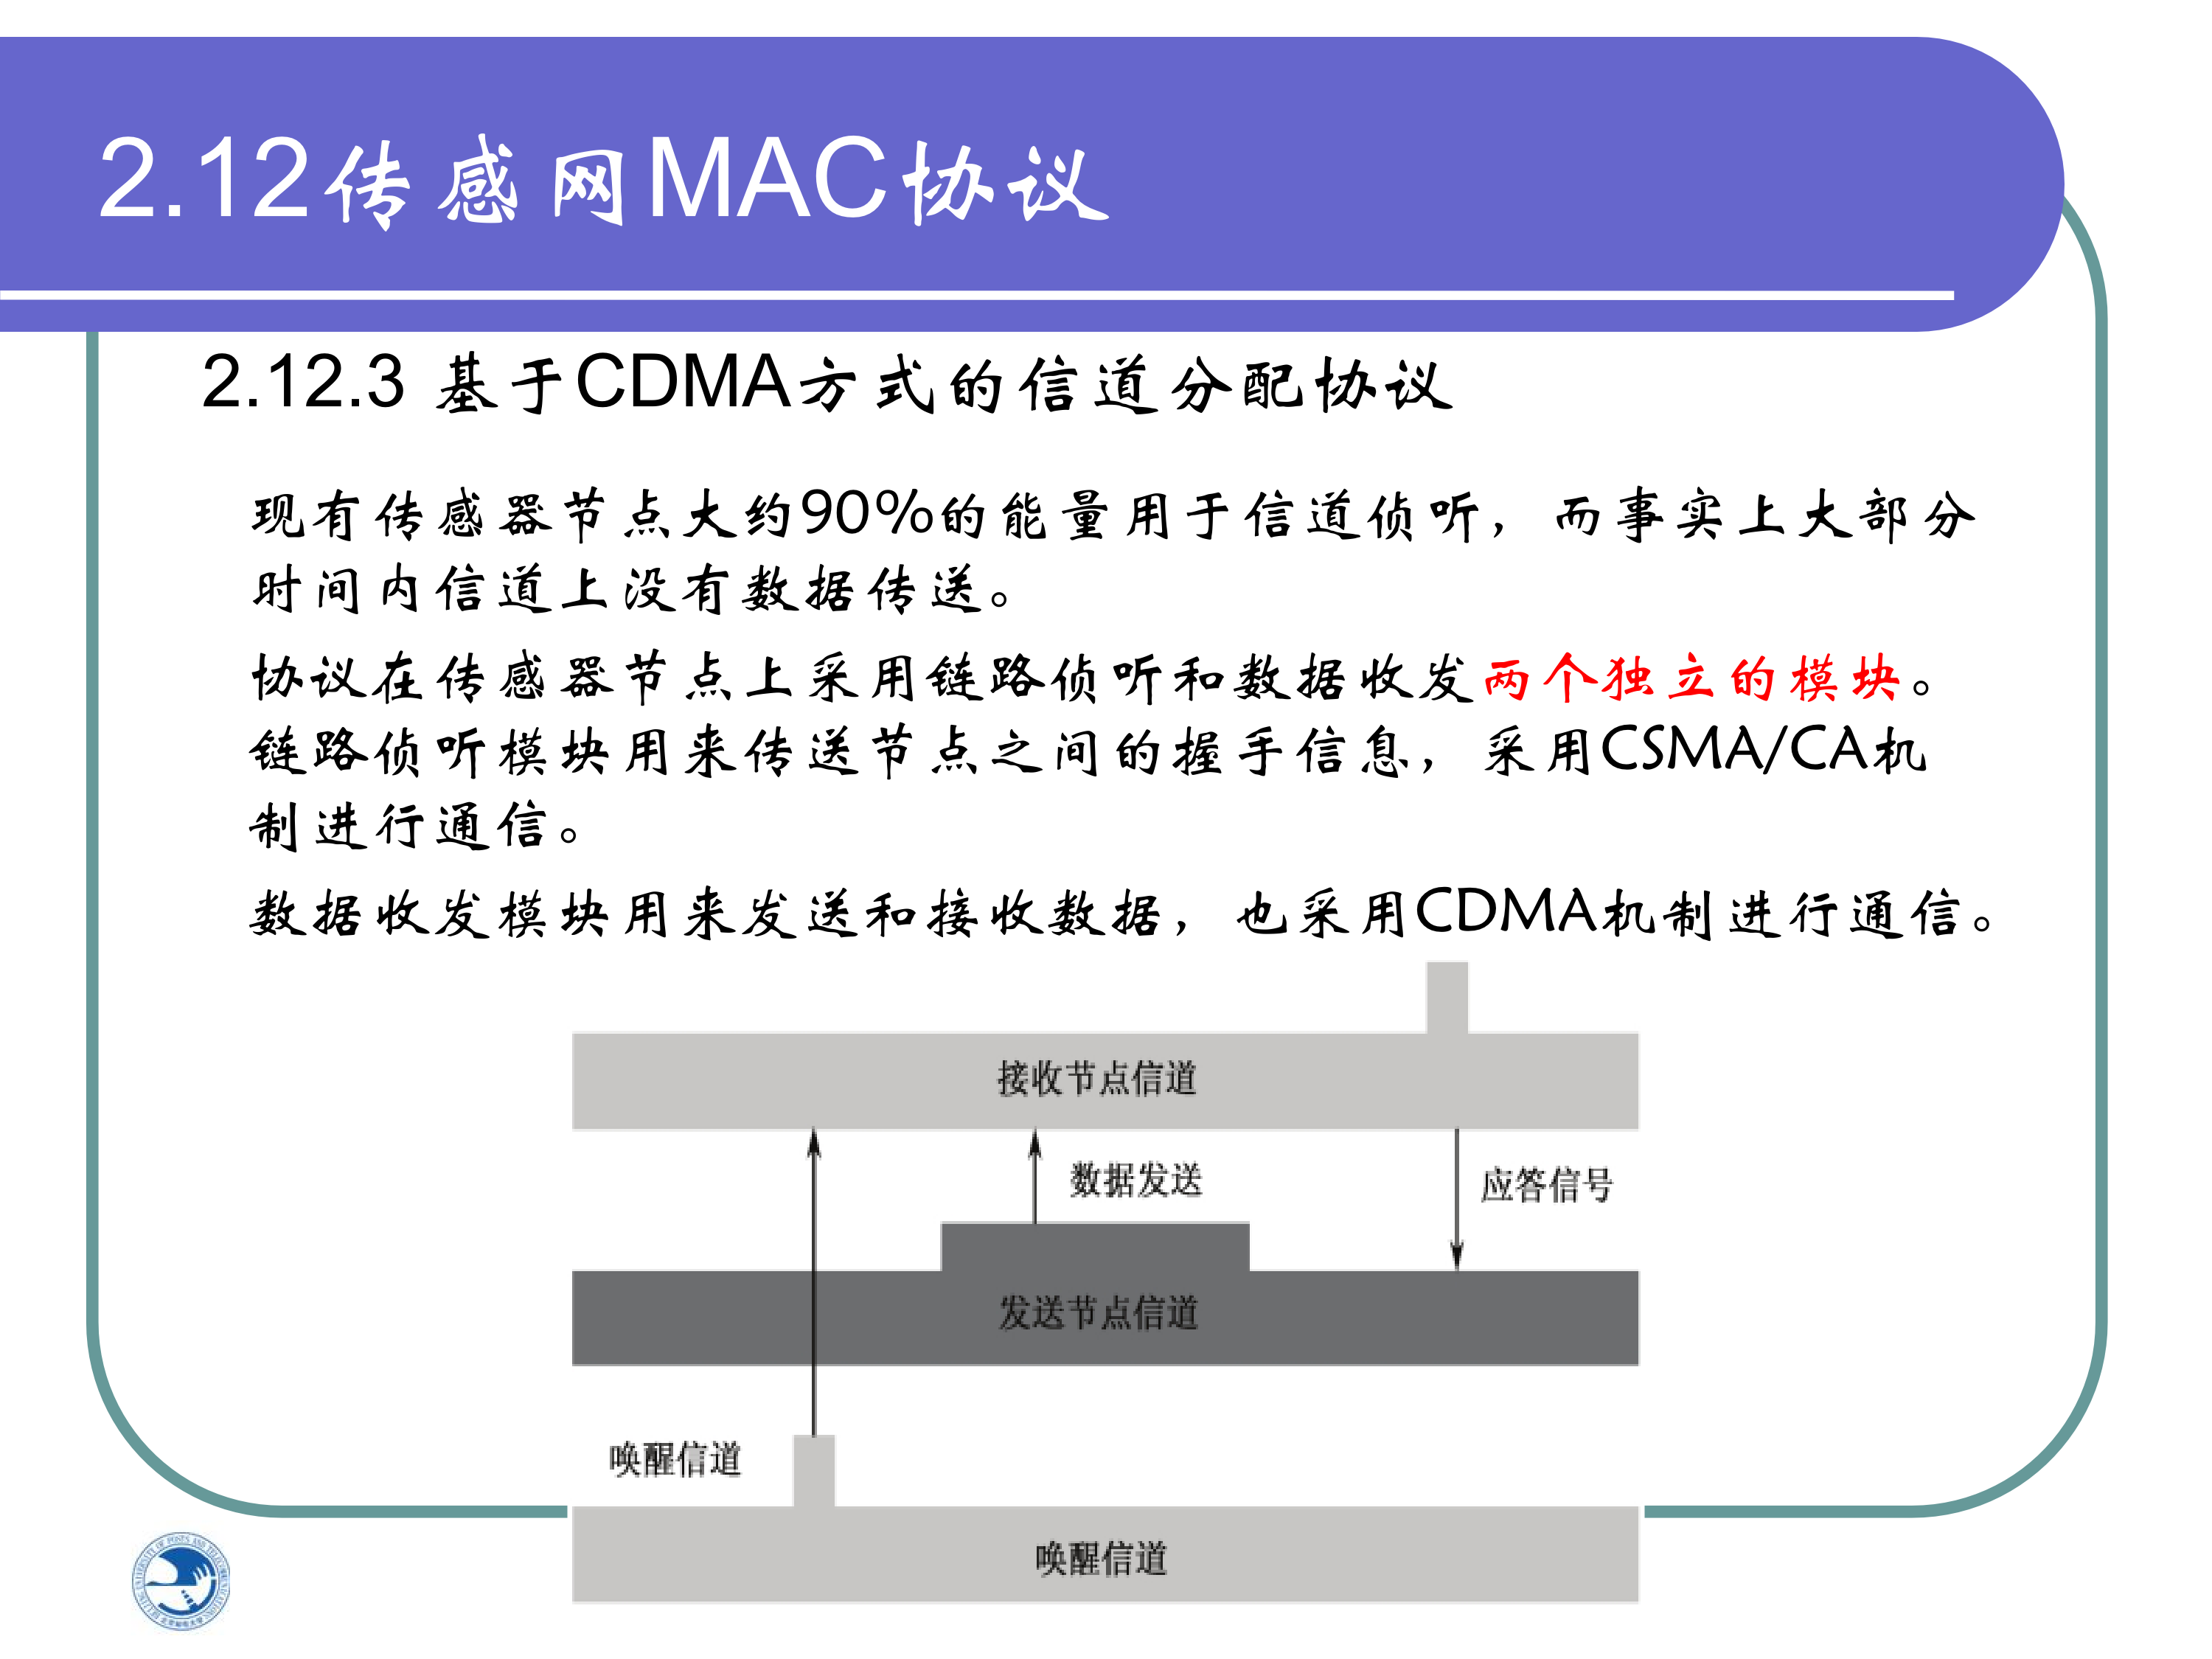 2.12传感网MAC协议
2.12.3 基于CDMA方式的信道分配协议
现有传感器节点大约90%的能量用于信道侦听，而事实上大部分
时间内信道上没有数据传送。
协议在传感器节点上采用链路侦听和数据收发两个独立的模块。
链路侦听模块用来传送节点之间的握手信息，采用CSMA/CA机
制进行通信。
数据收发模块用来发送和接收数据，也采用CDMA机制进行通信。
接收节点信道
数据发送
应答信号
发送节点信道
唤醒信道
唤醒信道